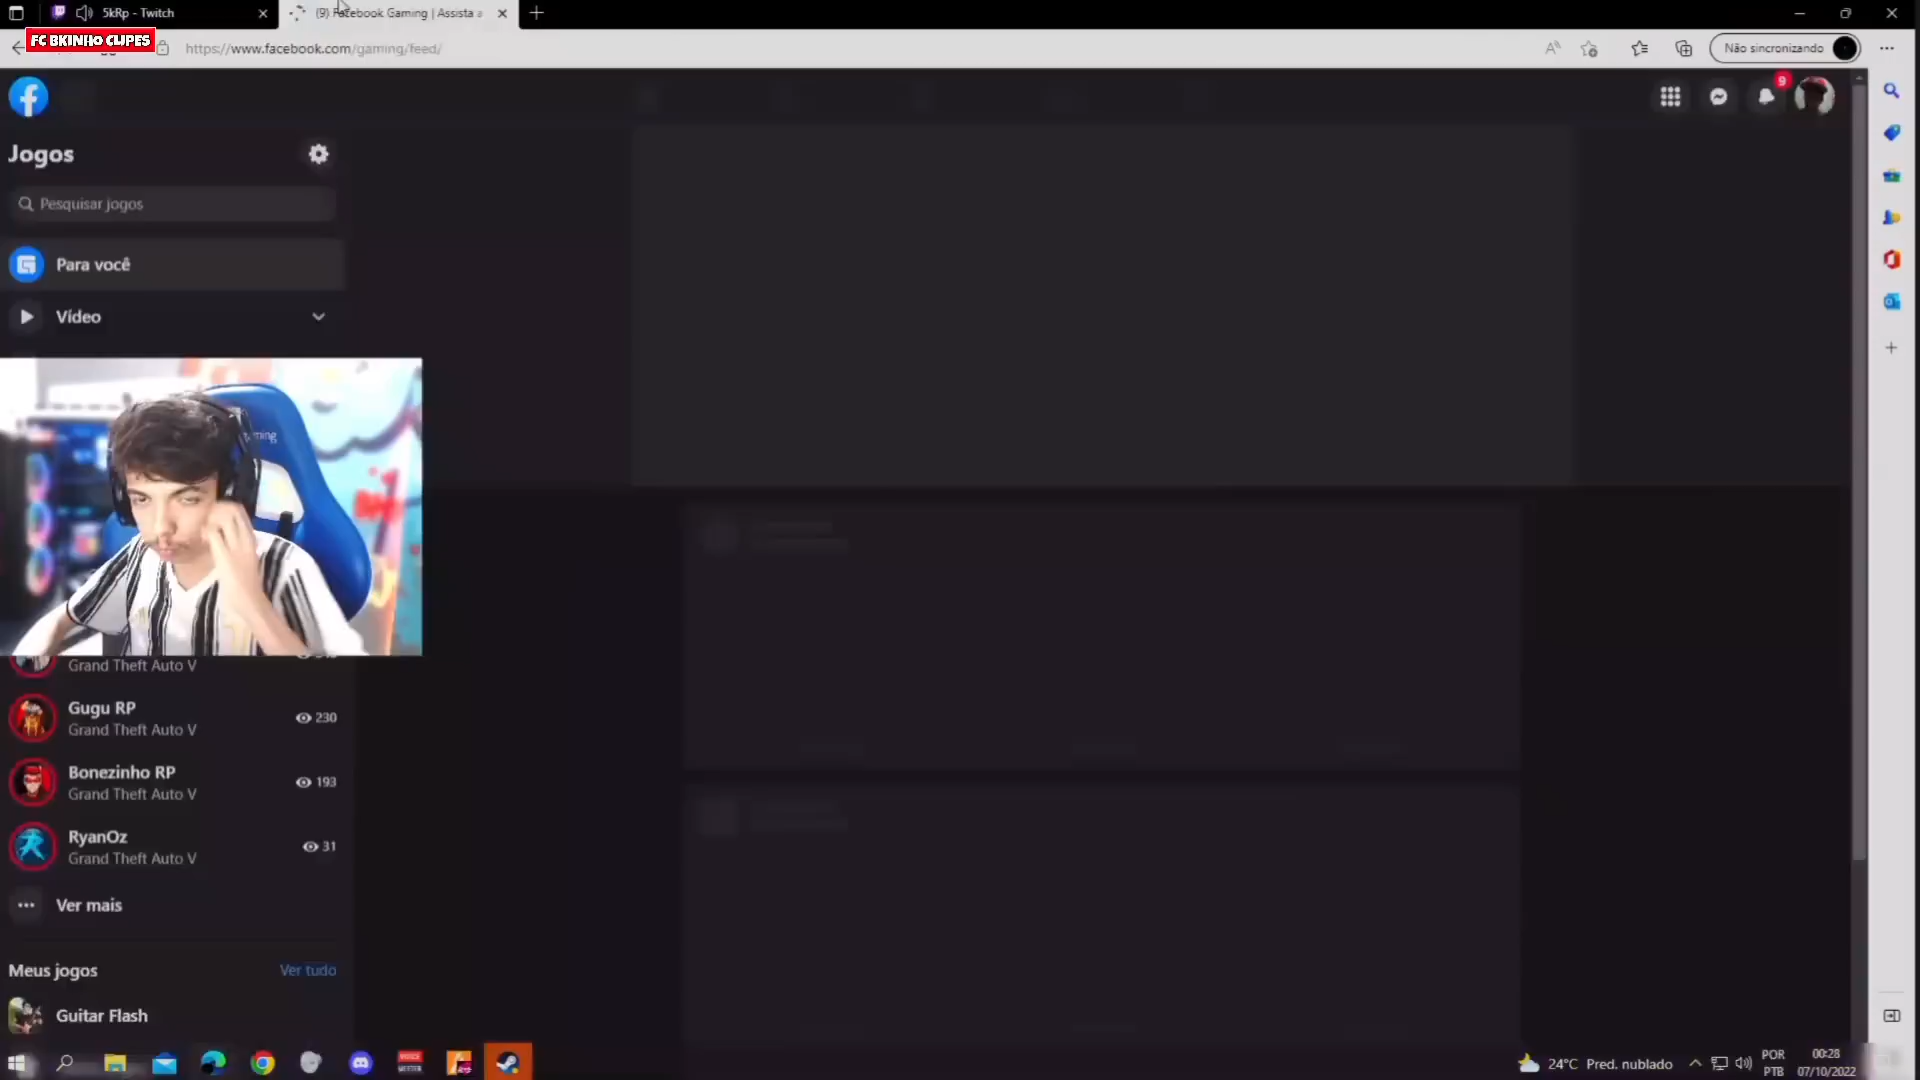 5kRp - Twitch
(9) Facebook Gaming | Assista a
FC BKINHO CLIPES
https://www.facebook.com/gaming/feed/
Não sincronizando
9
Jogos
Pesquisar jogos
Para você
Vídeo
gaming
Grand Theft Auto V
Gugu RP
230
Grand Theft Auto V
Bonezinho RP
193
Grand Theft Auto V
RyanOz
31
Grand Theft Auto V
Ver mais
Meus jogos
Ver tudo
Guitar Flash
24°C Pred. nublado
POR
PTB
00:28
07/10/2022